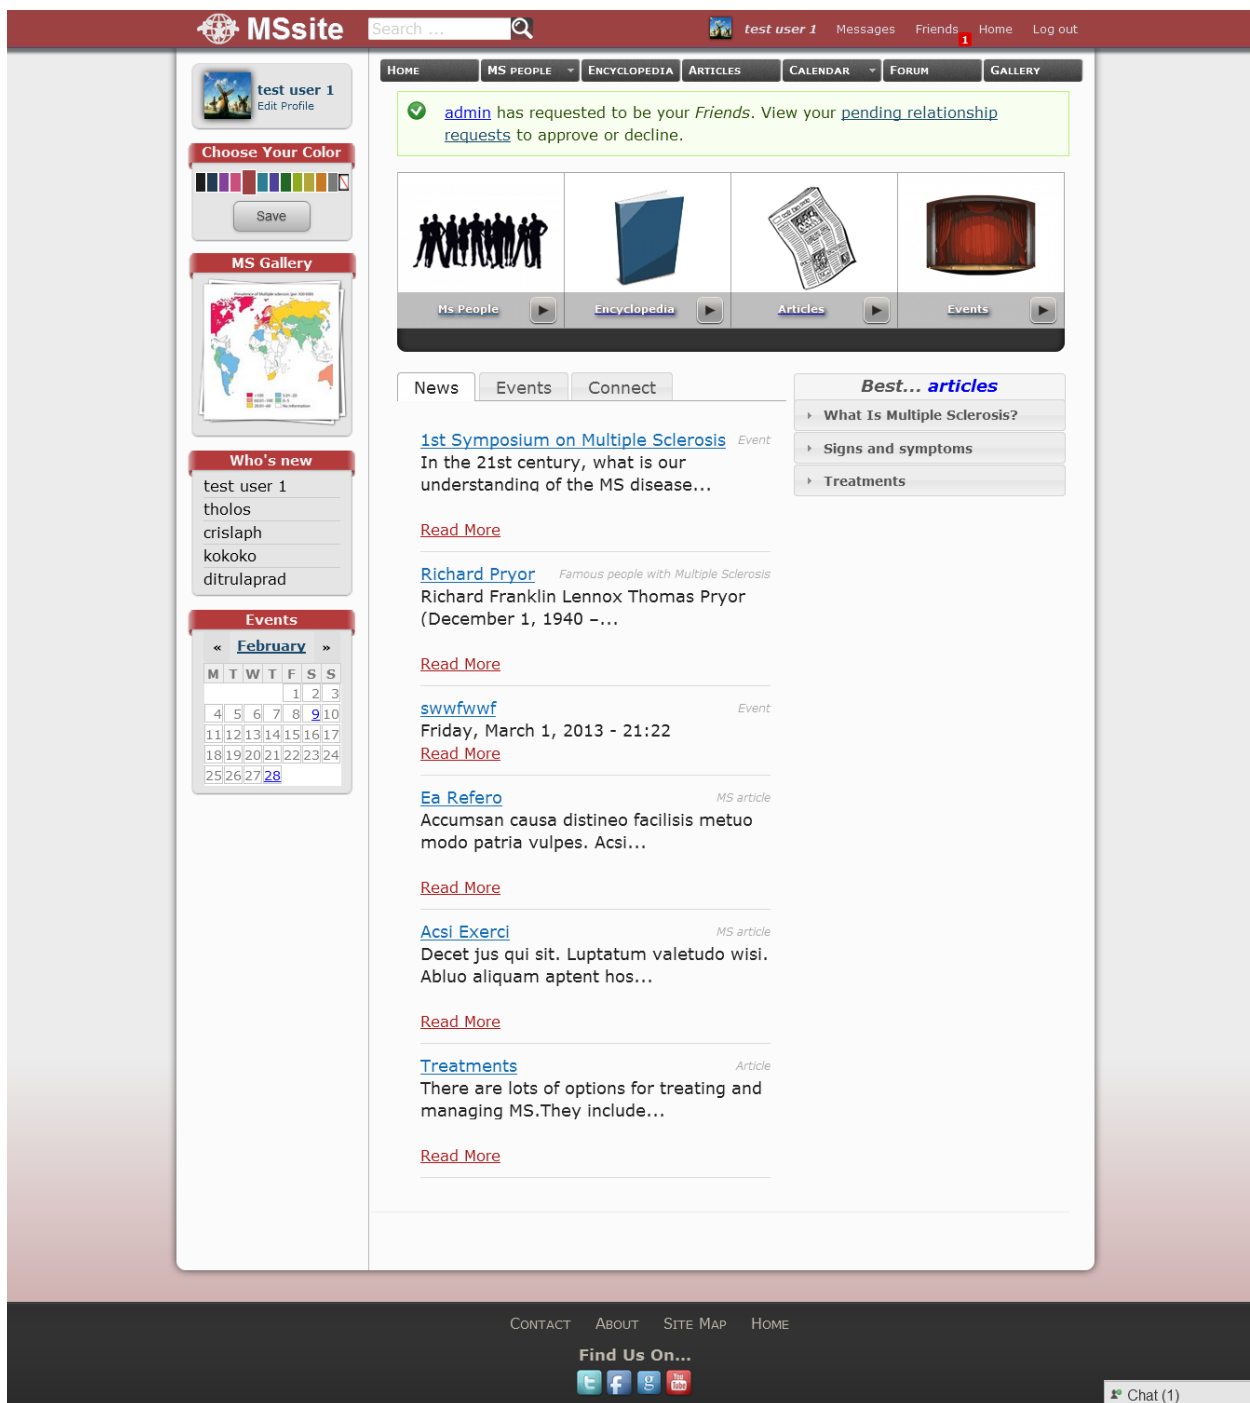 MSsite
Search ...
test user 1 Messages Friends 1 Home Log out
test user 1
Edit Profile
Choose Your Color
Save
MS Gallery
Who's new
test user 1
tholos
crislaph
kokoko
ditrulaprad
Events
« February »
M T W T F S S
1 2 3
4 5 6 7 8 9 10
11 12 13 14 15 16 17
18 19 20 21 22 23 24
25 26 27 28
Home MS people Encyclopedia Articles Calendar Forum Gallery
admin has requested to be your Friends. View your pending relationship
requests to approve or decline.
Ms People Encyclopedia Articles Events
News Events Connect
1st Symposium on Multiple Sclerosis Event
In the 21st century, what is our
understanding of the MS disease...
Read More
Richard Pryor Famous people with Multiple Sclerosis
Richard Franklin Lennox Thomas Pryor
(December 1, 1940 –...
Read More
swwfwwf Event
Friday, March 1, 2013 - 21:22
Read More
Ea Refero MS article
Accumsan causa distineo facilisis metuo
modo patria vulpes. Acsi...
Read More
Acsi Exerci MS article
Decet jus qui sit. Luptatum valetudo wisi.
Abluo aliquam aptent hos...
Read More
Treatments Article
There are lots of options for treating and
managing MS.They include...
Read More
Best... articles
What Is Multiple Sclerosis?
Signs and symptoms
Treatments
Contact About Site Map Home
Find Us On...
You
Tube
Chat (1)